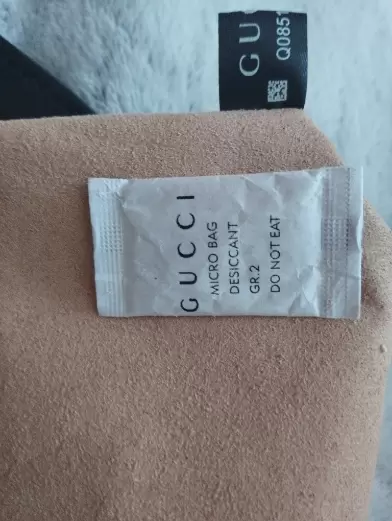 GUCCI
MICRO BAG
DESICCANT
GR.2
DO NOT EAT
GU
Q085